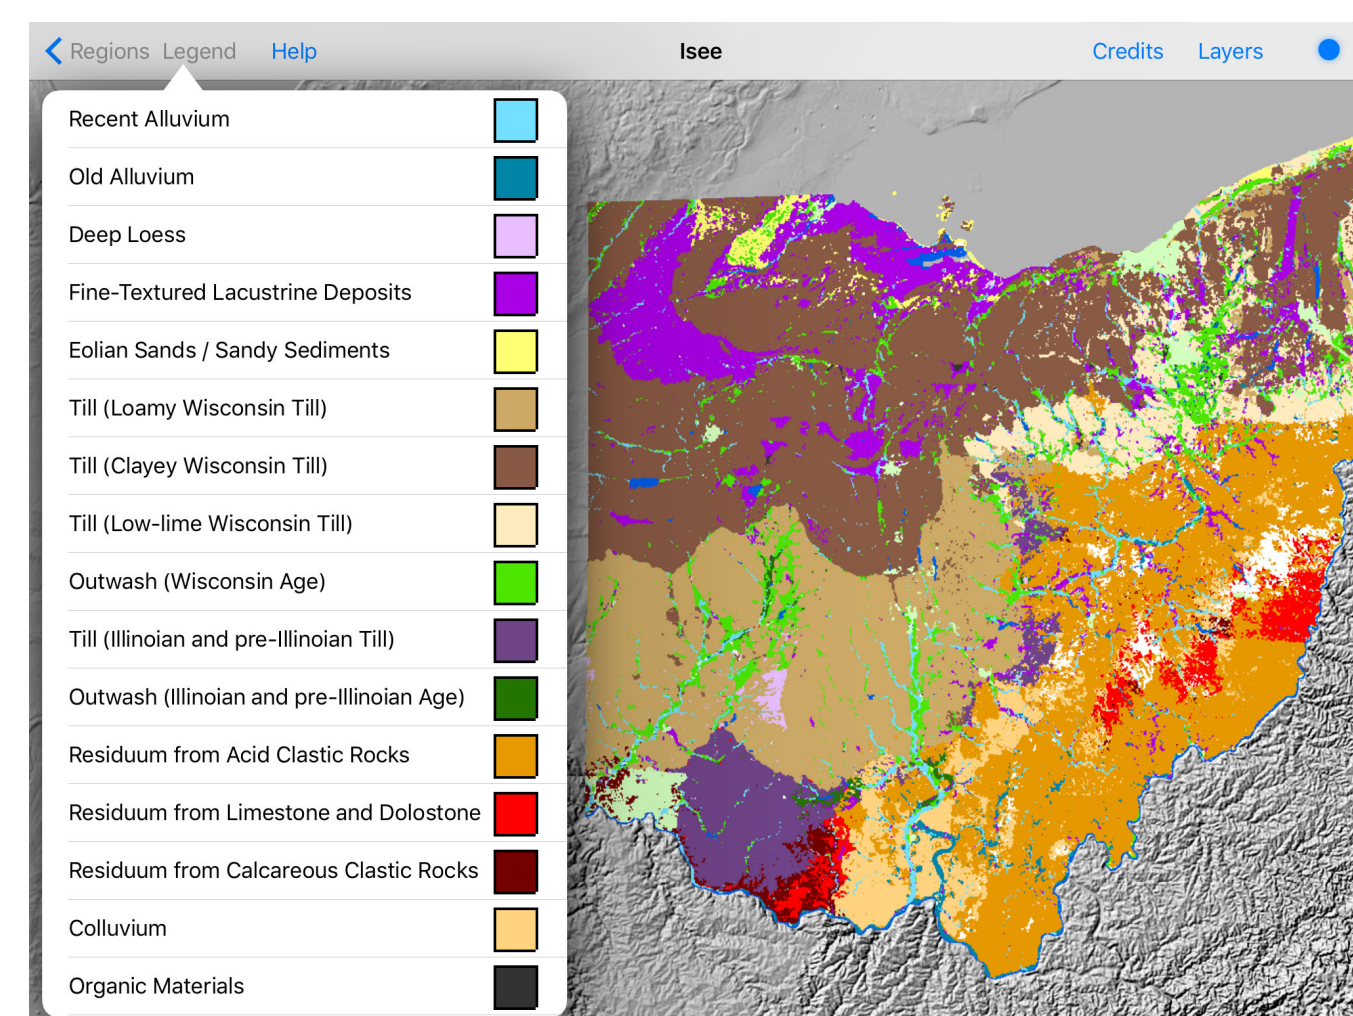 Regions Legend Help Isee Credits Layers
Recent Alluvium
Old Alluvium
Deep Loess
Fine-Textured Lacustrine Deposits
Eolian Sands / Sandy Sediments
Till (Loamy Wisconsin Till)
Till (Clayey Wisconsin Till)
Till (Low-lime Wisconsin Till)
Outwash (Wisconsin Age)
Till (Illinoian and pre-Illinoian Till)
Outwash (Illinoian and pre-Illinoian Age)
Residuum from Acid Clastic Rocks
Residuum from Limestone and Dolostone
Residuum from Calcareous Clastic Rocks
Colluvium
Organic Materials